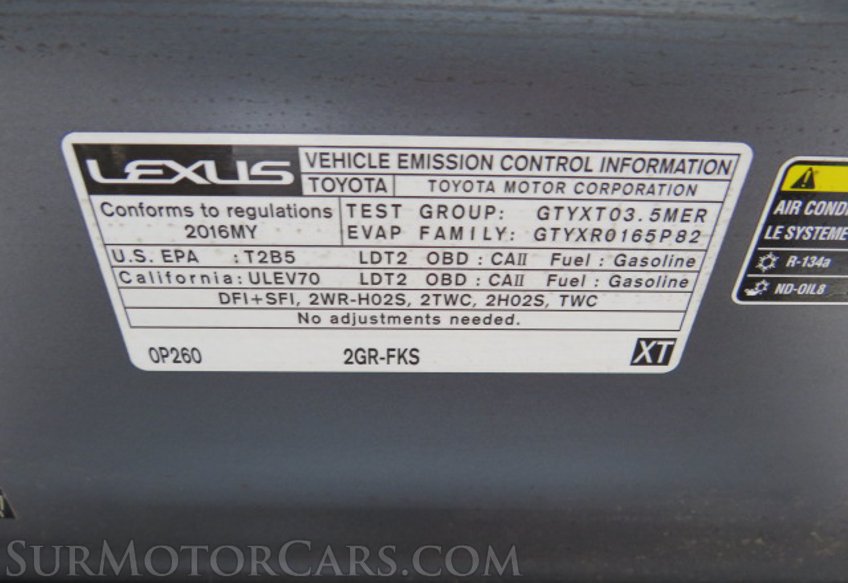 LEXUS VEHICLE EMISSION CONTROL INFORMATION
TOYOTA TOYOTA MOTOR CORPORATION
Conforms to regulations TEST GROUP: GTYXT03.5MER
2016MY EVAP FAMILY: GTYXR0165P82
U.S. EPA :T2B5 LDT2 OBD : CAII Fuel : Gasoline
California: ULEV70 LDT2 OBD : CAII Fuel : Gasoline
DFI+SFI, 2WR-HO2S, 2TWC, 2HO2S, TWC
No adjustments needed.
0P260 2GR-FKS XT
AIR CONDI
LE SYSTEME
R-134a
ND-OIL8
SURMOTORCARS.COM